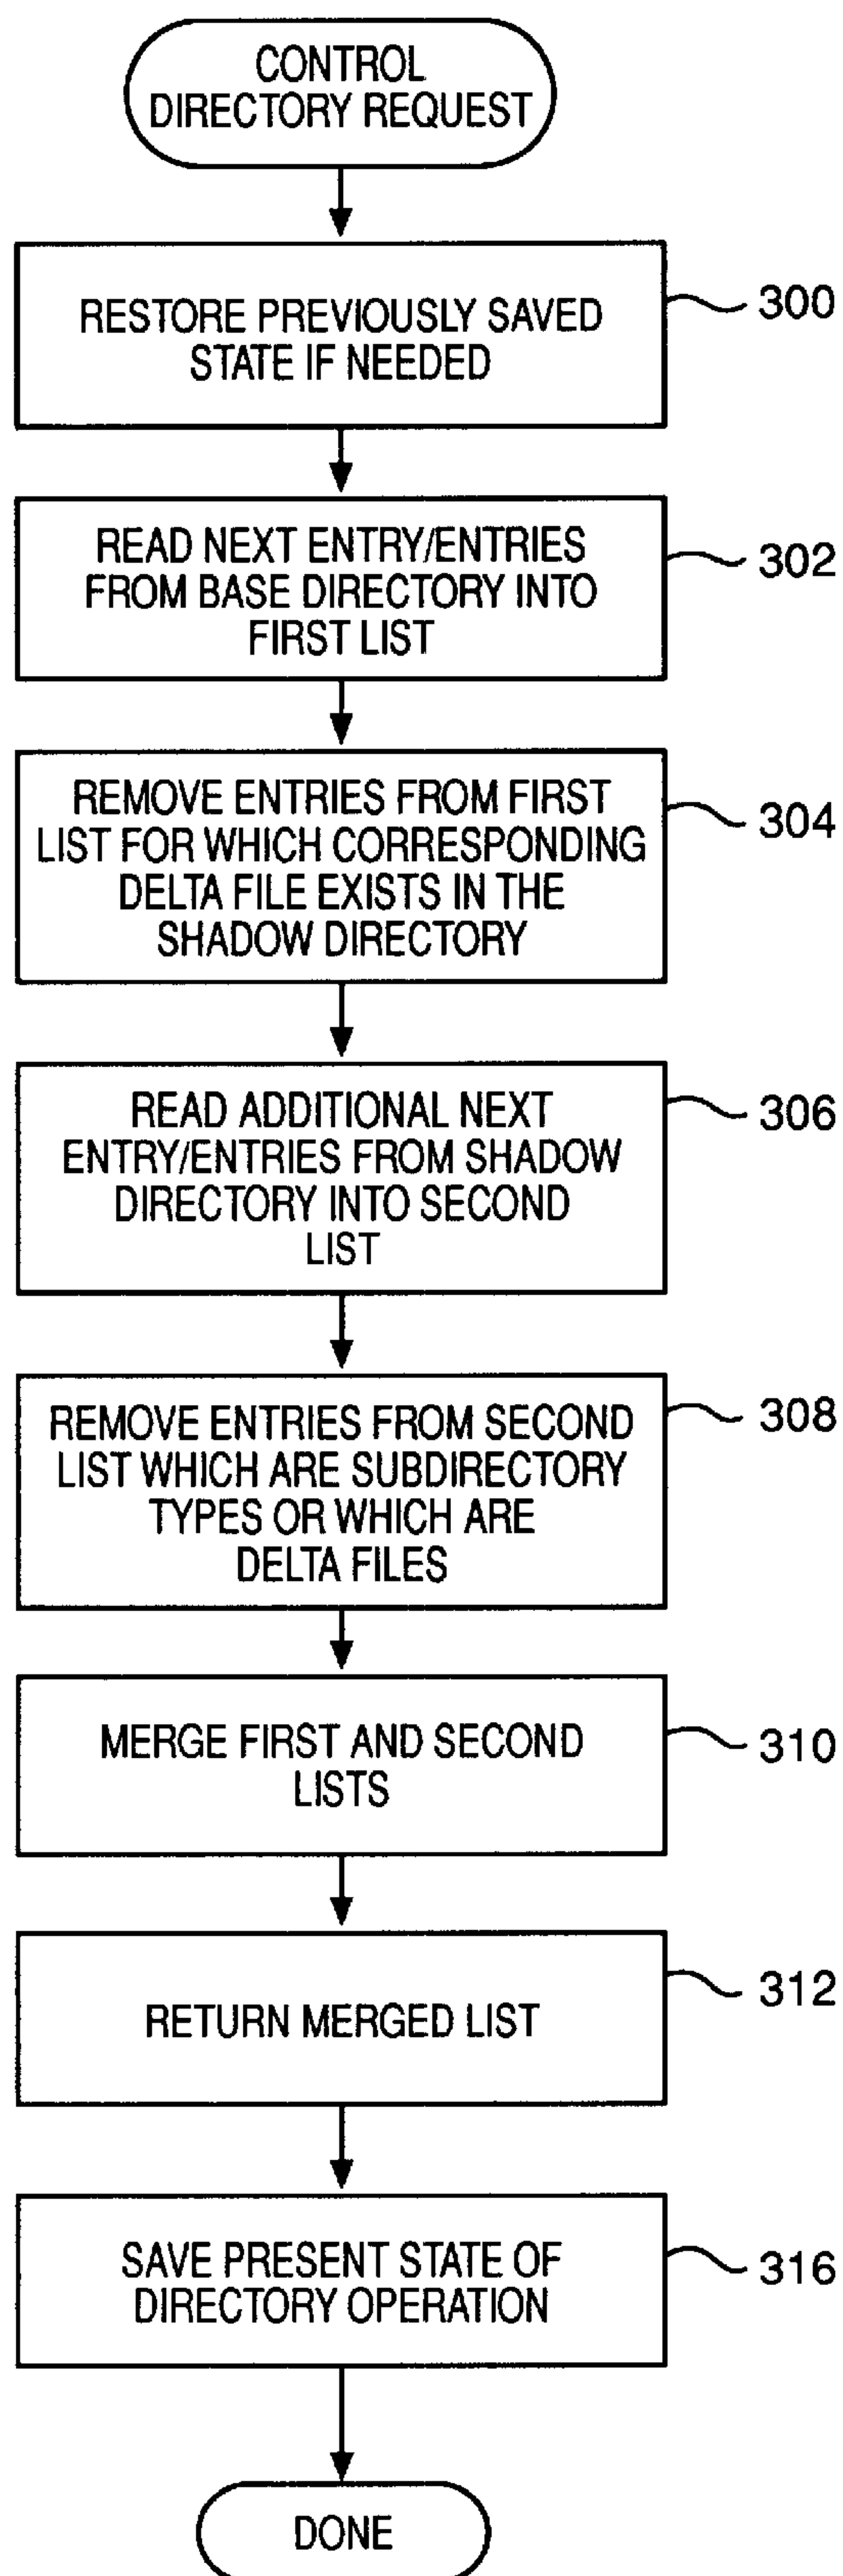 CONTROL
DIRECTORY REQUEST
RESTORE PREVIOUSLY SAVED
STATE IF NEEDED
300
READ NEXT ENTRY/ENTRIES
FROM BASE DIRECTORY INTO
FIRST LIST
302
REMOVE ENTRIES FROM FIRST
LIST FOR WHICH CORRESPONDING
DELTA FILE EXISTS IN THE
SHADOW DIRECTORY
304
READ ADDITIONAL NEXT
ENTRY/ENTRIES FROM SHADOW
DIRECTORY INTO SECOND
LIST
306
REMOVE ENTRIES FROM SECOND
LIST WHICH ARE SUBDIRECTORY
TYPES OR WHICH ARE
DELTA FILES
308
MERGE FIRST AND SECOND
LISTS
310
RETURN MERGED LIST
312
SAVE PRESENT STATE OF
DIRECTORY OPERATION
316
DONE